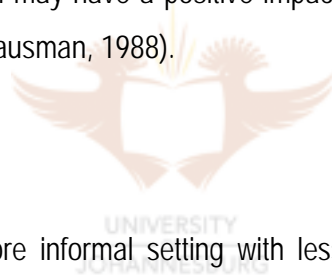 may have a positive impac
ausman, 1988).
UNIVERSITY
ore informal setting with les
JOHANNESBURG